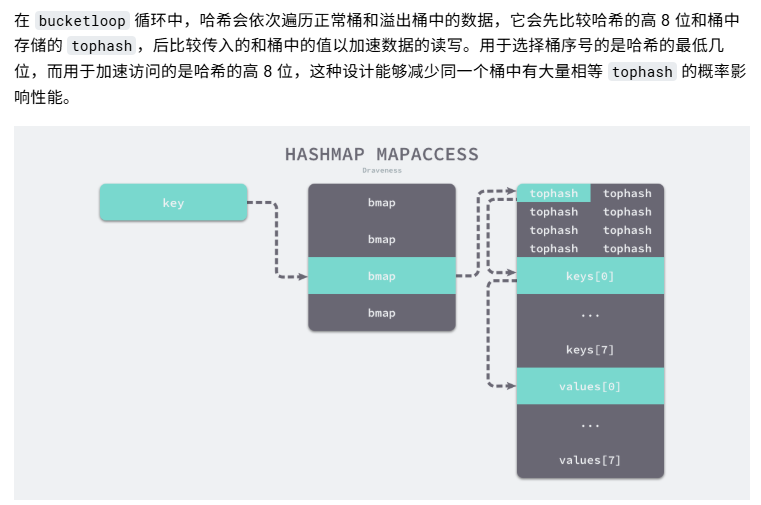 在 bucketloop 循环中，哈希会依次遍历正常桶和溢出桶中的数据，它会先比较哈希的高 8 位和桶中
存储的 tophash，后比较传入的和桶中的值以加速数据的读写。用于选择桶序号的是哈希的最低几
位，而用于加速访问的是哈希的高 8 位，这种设计能够减少同一个桶中有大量相等 tophash 的概率影
响性能。
HASHMAP MAPACCESS
Draveness
key
bmap
bmap
bmap
bmap
tophash tophash
tophash tophash
tophash tophash
tophash tophash
keys[0]
...
keys[7]
values[0]
...
values[7]